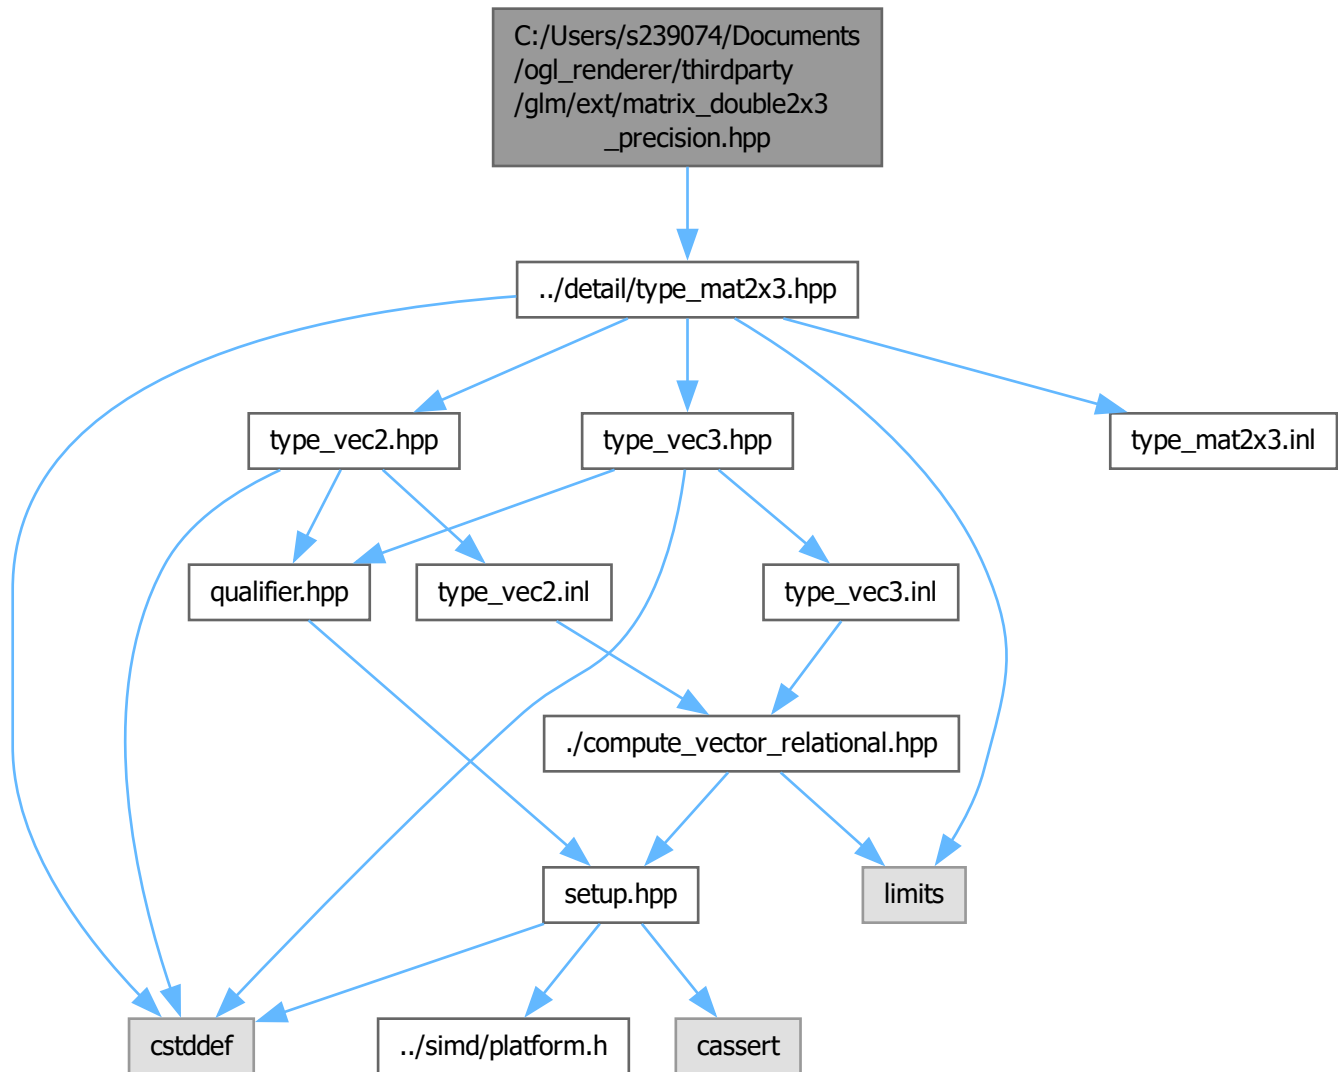 C:/Users/s239074/Documents
/ogl_renderer/thirdparty
/glm/ext/matrix_double2x3
_precision.hpp
../detail/type_mat2x3.hpp
type_vec2.hpp
type_vec3.hpp
type_mat2x3.inl
qualifier.hpp
type_vec2.inl
type_vec3.inl
./compute_vector_relational.hpp
setup.hpp
limits
cstddef
../simd/platform.h
cassert